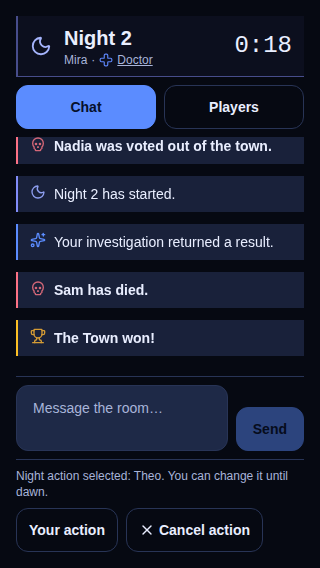 Night 2
0:18
Mira · Doctor
Chat
Players
Nadia was voted out of the town.
Night 2 has started.
Your investigation returned a result.
Sam has died.
The Town won!
Message the room…
Send
Night action selected: Theo. You can change it until
dawn.
Your action
Cancel action